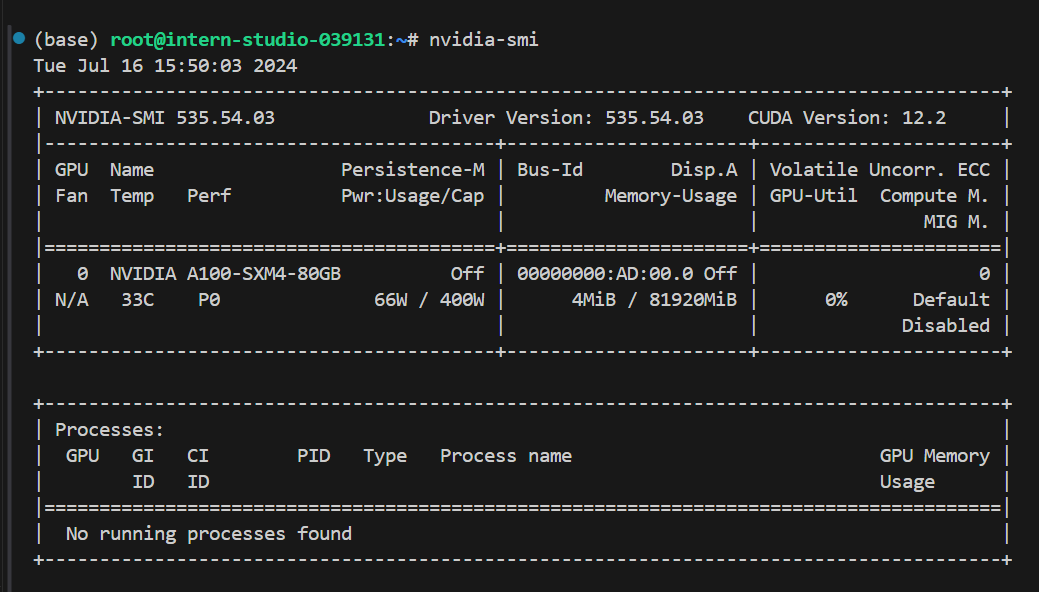 (base) root@intern-studio-039131:~# nvidia-smi
Tue Jul 16 15:50:03 2024
+---------------------------------------------------------------------------------------+
| NVIDIA-SMI 535.54.03              Driver Version: 535.54.03    CUDA Version: 12.2     |
|-----------------------------------------+----------------------+----------------------+
| GPU  Name                 Persistence-M | Bus-Id        Disp.A | Volatile Uncorr. ECC |
| Fan  Temp   Perf          Pwr:Usage/Cap |         Memory-Usage | GPU-Util  Compute M. |
|                                         |                      |               MIG M. |
|=========================================+======================+======================|
|   0  NVIDIA A100-SXM4-80GB          Off | 00000000:AD:00.0 Off |                    0 |
| N/A   33C    P0              66W / 400W |      4MiB / 81920MiB |      0%      Default |
|                                         |                      |             Disabled |
+-----------------------------------------+----------------------+----------------------+

+---------------------------------------------------------------------------------------+
| Processes:                                                                            |
|  GPU   GI   CI        PID   Type   Process name                            GPU Memory |
|        ID   ID                                                             Usage      |
|=======================================================================================|
|  No running processes found                                                           |
+---------------------------------------------------------------------------------------+